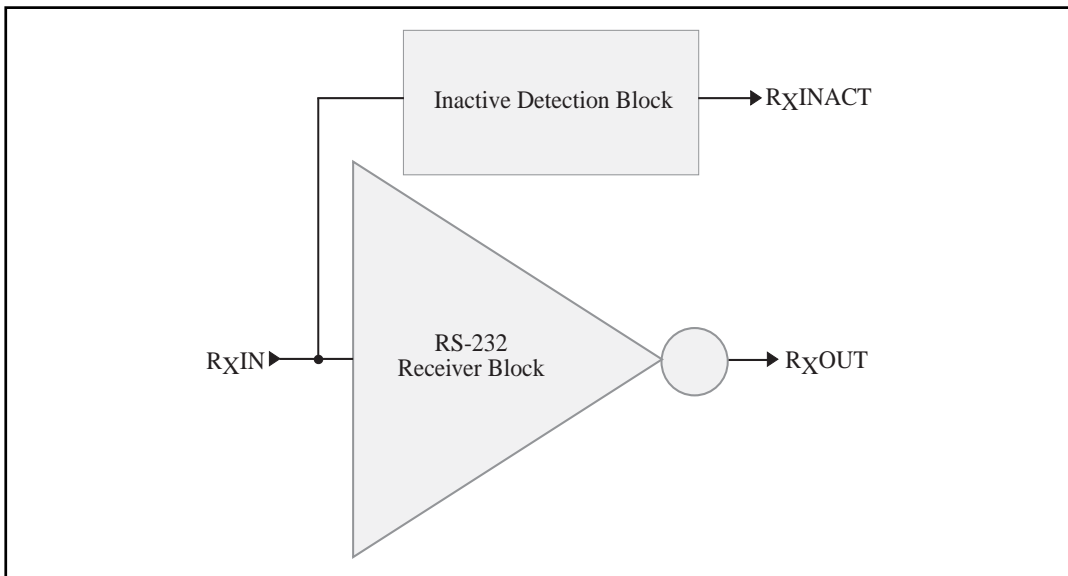 Inactive Detection Block
RXINACT
RXIN
RS-232
Receiver Block
RXOUT